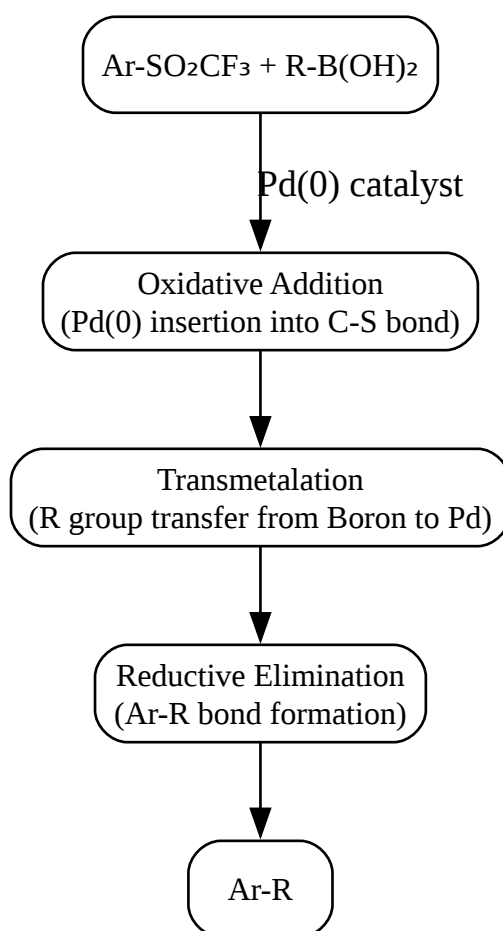 Ar-SO₂CF₃ + R-B(OH)₂
Pd(0) catalyst
Oxidative Addition
(Pd(0) insertion into C-S bond)
Transmetalation
(R group transfer from Boron to Pd)
Reductive Elimination
(Ar-R bond formation)
Ar-R